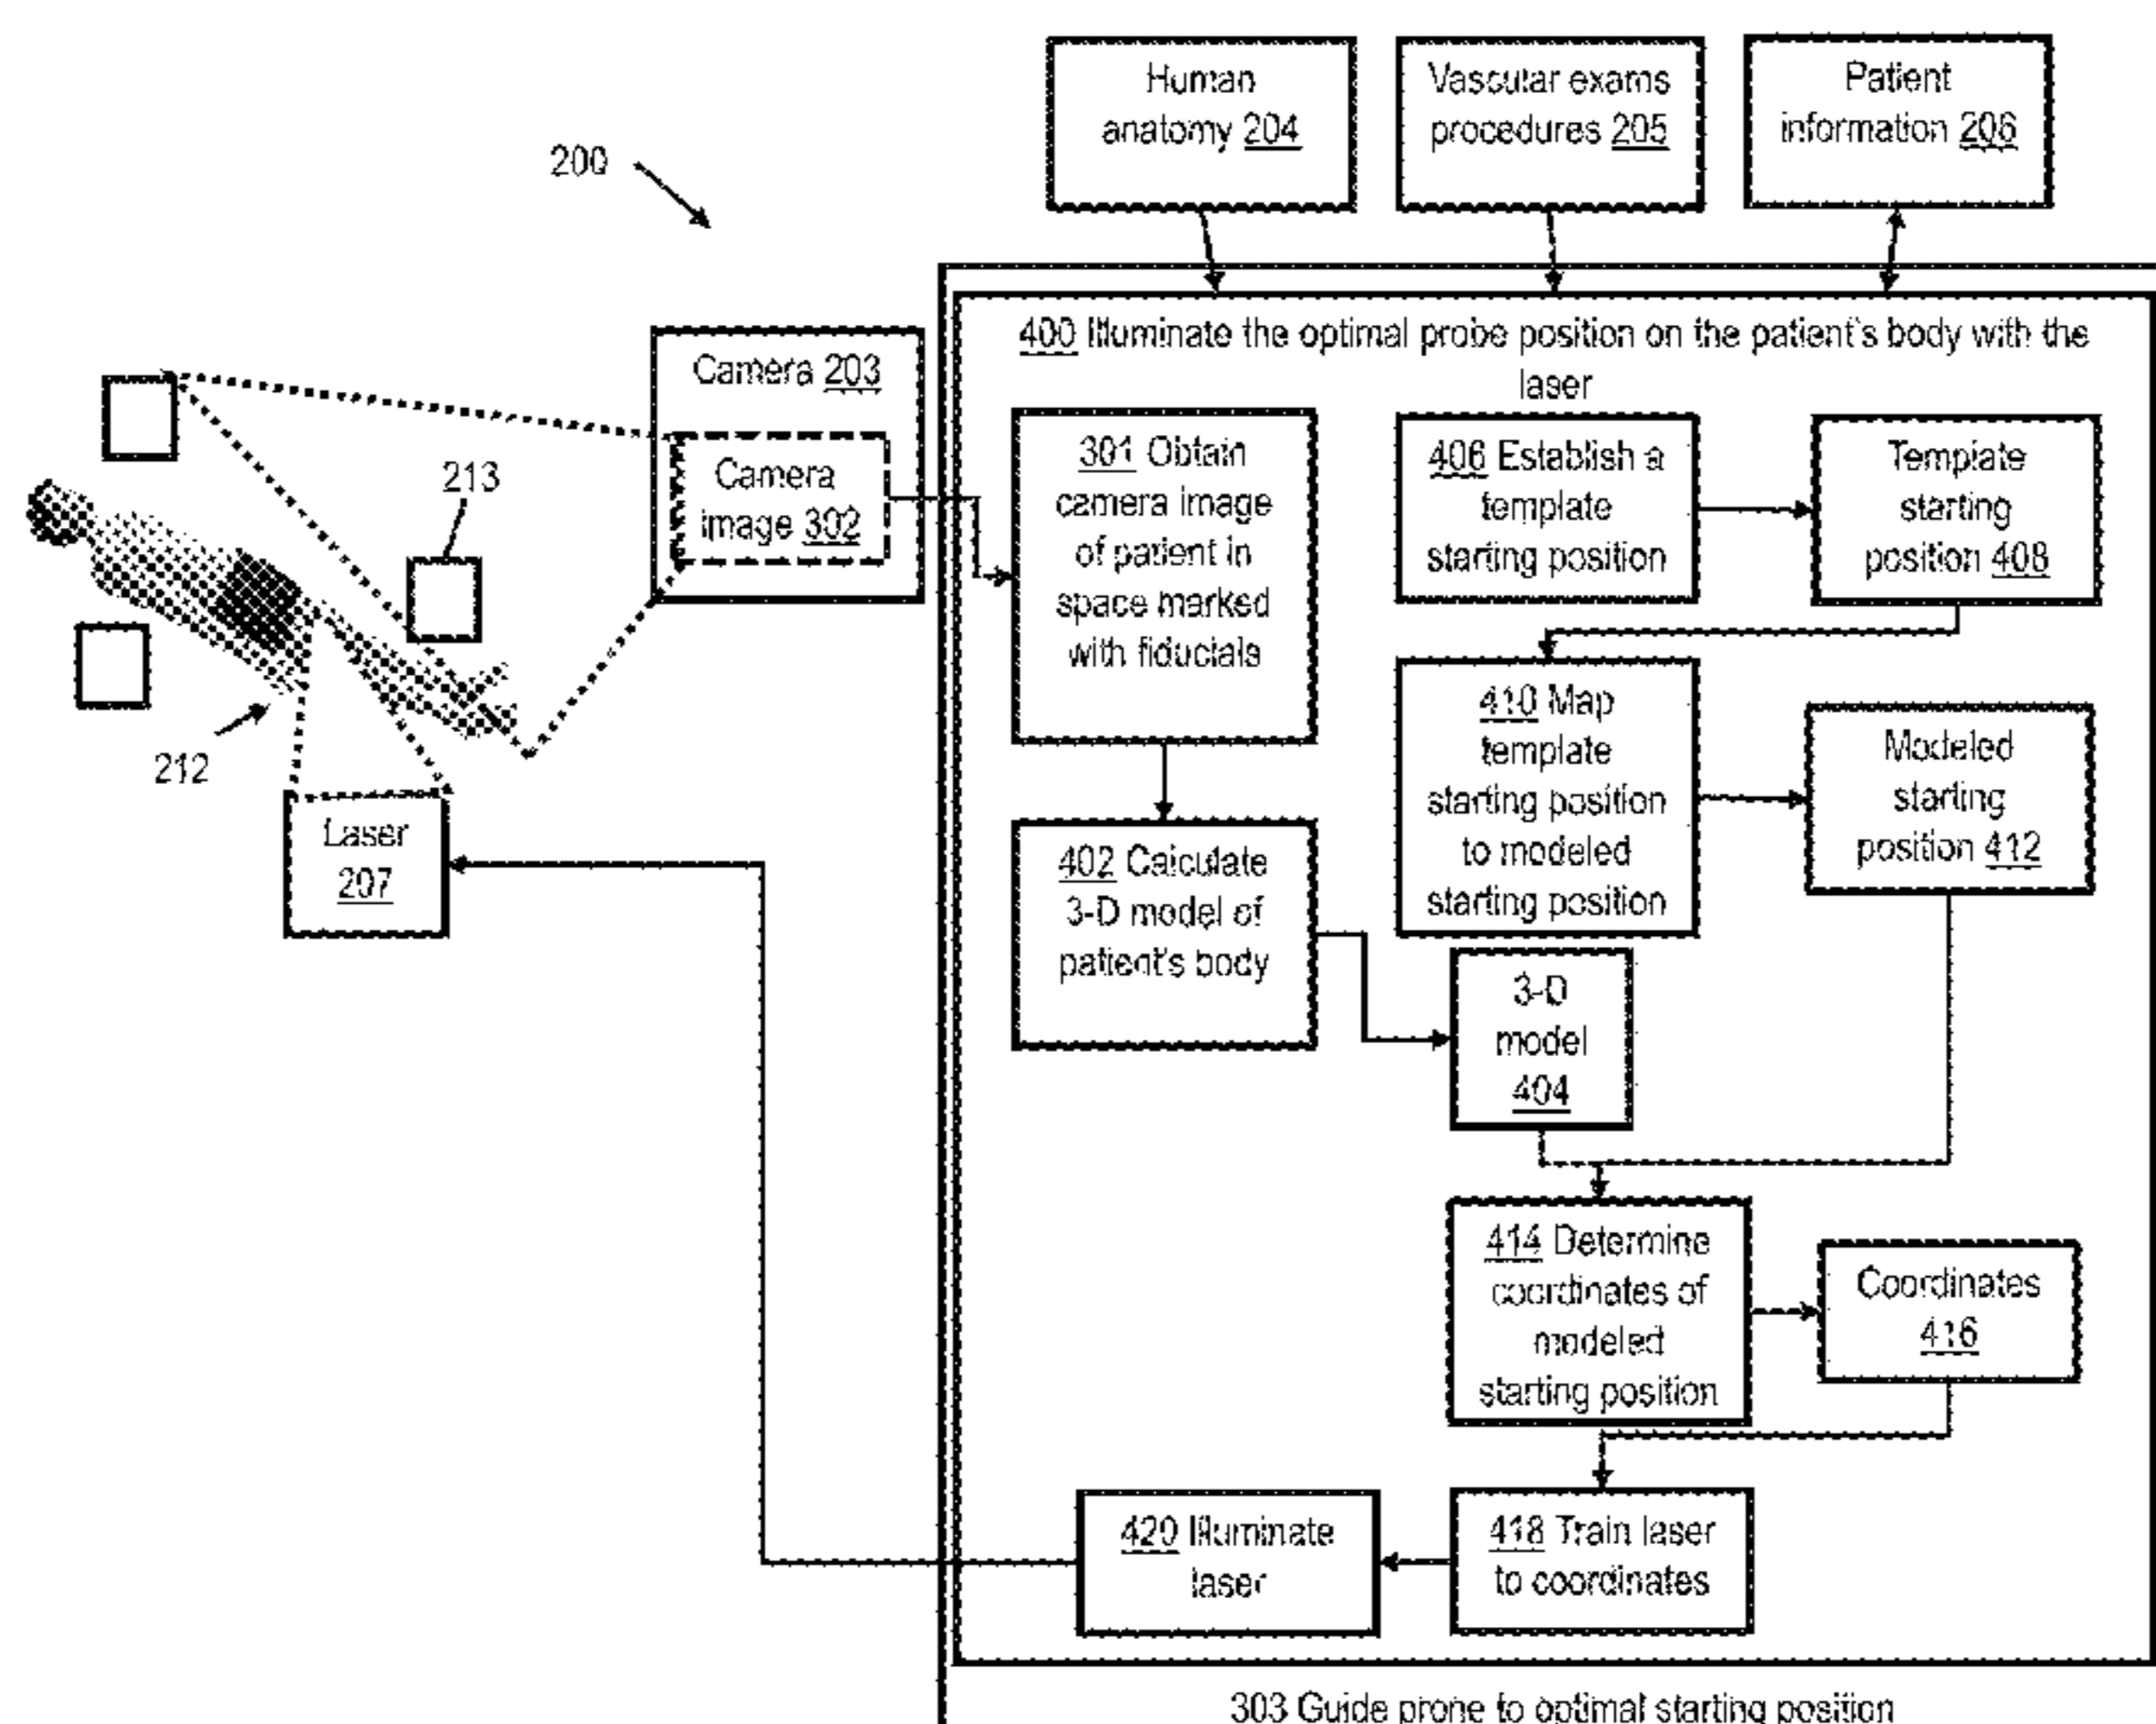 Human
anatomy 204
Vascular exams
procedures 205
Patient
information 206
200
400 Illuminate the optimal probe position on the patient's body with the
laser
Camera 203
Camera
image 302
213
212
Laser
207
301 Obtain
camera image
of patient in
space marked
with fiducials
406 Establish a
template
starting position
Template
starting
position 408
410 Map
template
starting position
to modeled
starting position
Modeled
starting
position 412
402 Calculate
3-D model of
patient's body
3-D
model
404
414 Determine
coordinates of
modeled
starting position
Coordinates
416
418 Train laser
to coordinates
420 Illuminate
laser
303 Guide prone to optimal starting position